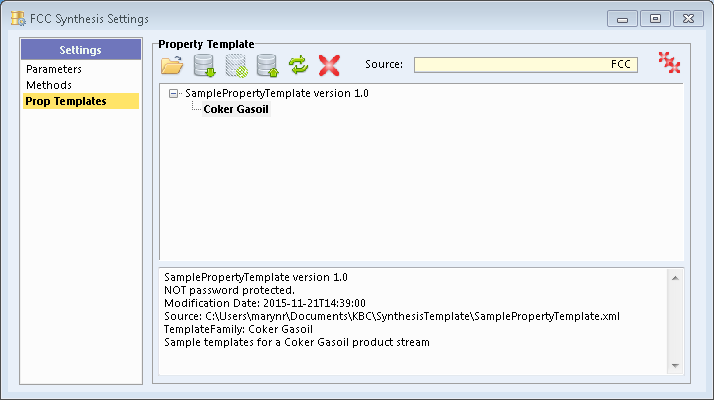 FCC Synthesis Settings
Settings
Parameters
Methods
Prop Templates
Property Template
Source: FCC
SamplePropertyTemplate version 1.0
Coker Gasoil
SamplePropertyTemplate version 1.0
NOT password protected.
Modification Date: 2015-11-21T14:39:00
Source: C:\Users\marynr\Documents\KBC\SynthesisTemplate\SamplePropertyTemplate.xml
TemplateFamily: Coker Gasoil
Sample templates for a Coker Gasoil product stream